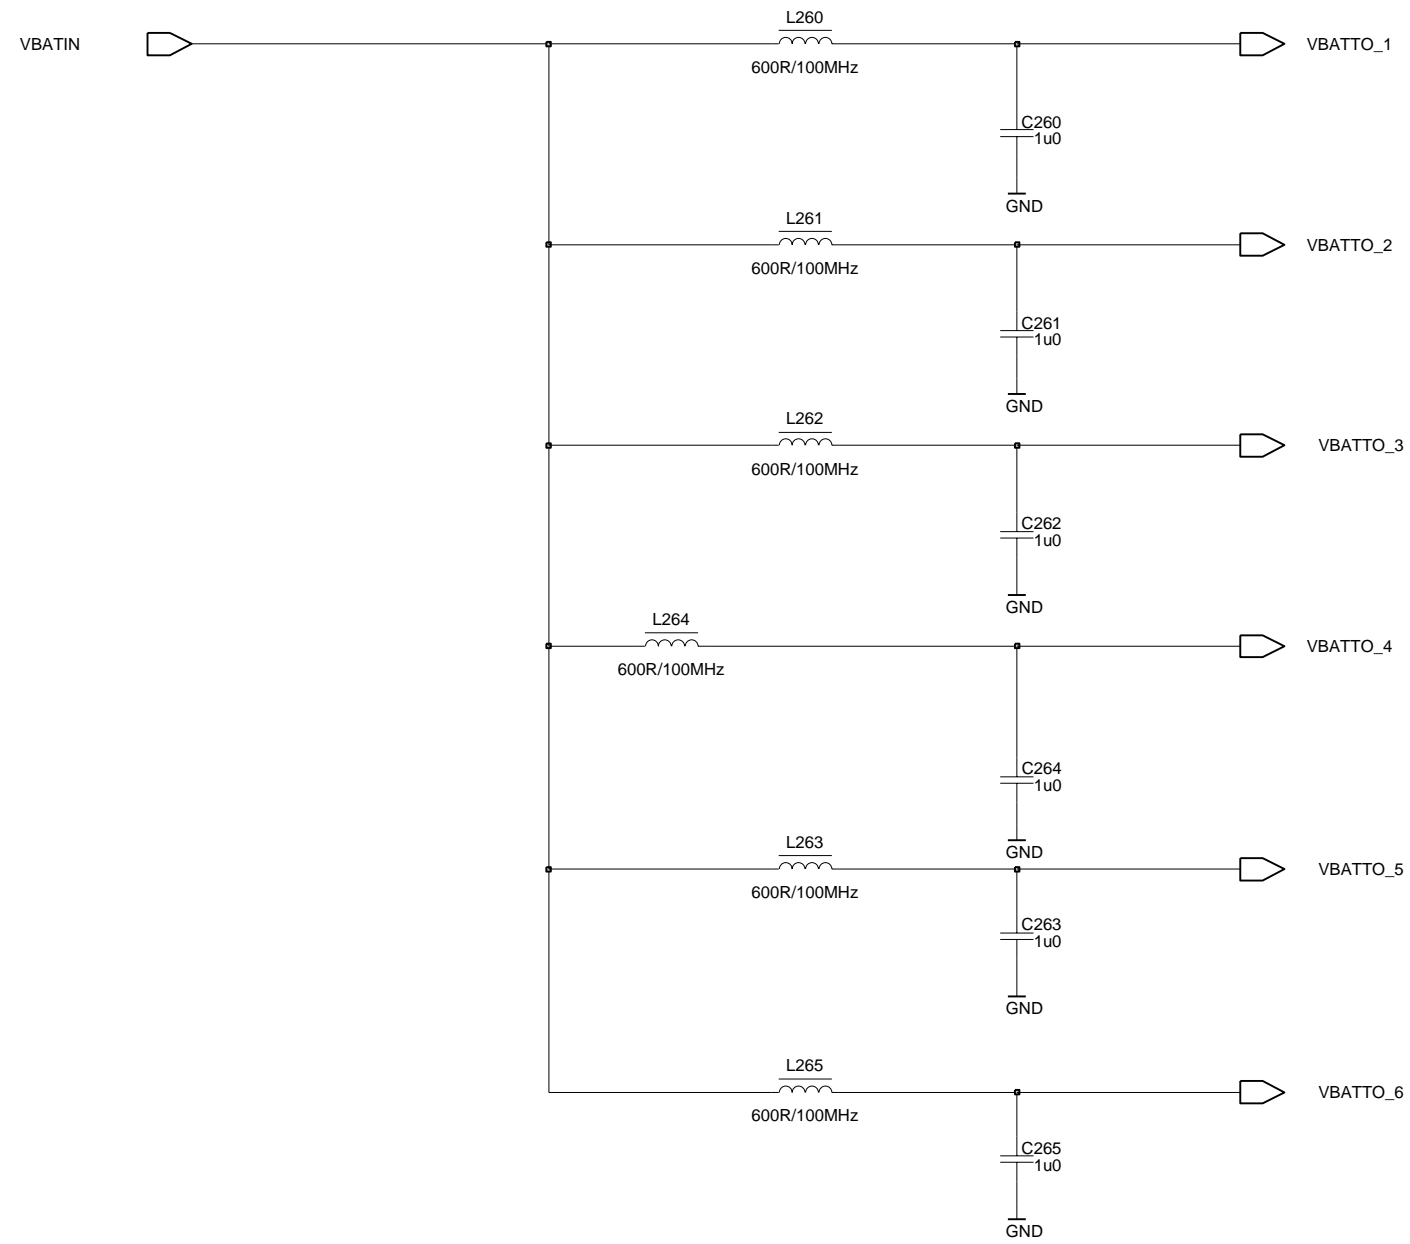 L260
VBATIN
VBATTO_1
600R/100MHz
C260
1u0
GND
L261
VBATTO_2
600R/100MHz
C261
1u0
GND
L262
VBATTO_3
600R/100MHz
C262
1u0
GND
L264
VBATTO_4
600R/100MHz
C264
1u0
GND
L263
VBATTO_5
600R/100MHz
C263
1u0
GND
L265
VBATTO_6
600R/100MHz
C265
1u0
GND